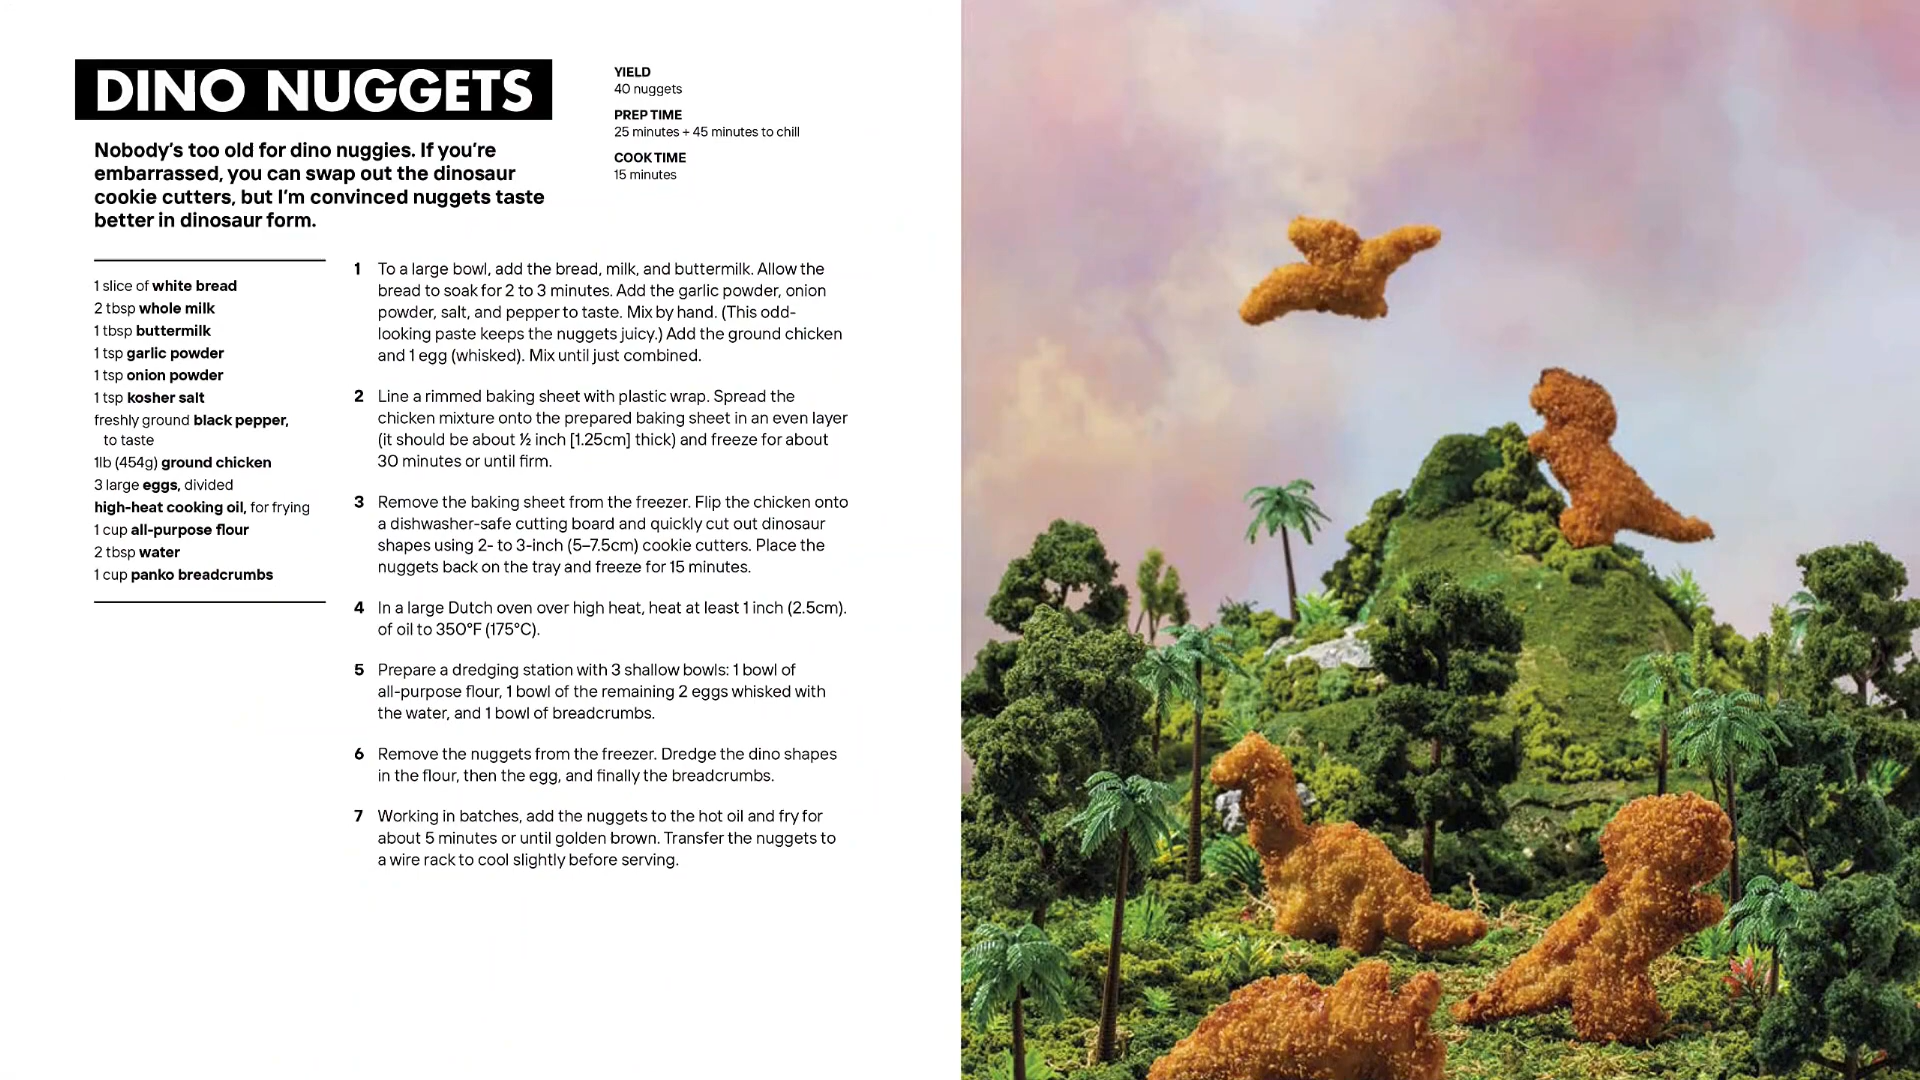 DINO NUGGETS
Nobody's too old for dino nuggies. If you're
embarrassed, you can swap out the dinosaur
cookie cutters, but I'm convinced nuggets taste
better in dinosaur form.
YIELD
40 nuggets
PREP TIME
25 minutes + 45 minutes to chill
COOK TIME
15 minutes
1 slice of white bread
2 tbsp whole milk
1 tbsp buttermilk
1 tsp garlic powder
1 tsp onion powder
1 tsp kosher salt
freshly ground black pepper,
to taste
1lb (454g) ground chicken
3 large eggs, divided
high-heat cooking oil, for frying
1 cup all-purpose flour
2 tbsp water
1 cup panko breadcrumbs
1 To a large bowl, add the bread, milk, and buttermilk. Allow the
bread to soak for 2 to 3 minutes. Add the garlic powder, onion
powder, salt, and pepper to taste. Mix by hand. (This odd-
looking paste keeps the nuggets juicy.) Add the ground chicken
and 1 egg (whisked). Mix until just combined.
2 Line a rimmed baking sheet with plastic wrap. Spread the
chicken mixture onto the prepared baking sheet in an even layer
(it should be about ½ inch [1.25cm] thick) and freeze for about
30 minutes or until firm.
3 Remove the baking sheet from the freezer. Flip the chicken onto
a dishwasher-safe cutting board and quickly cut out dinosaur
shapes using 2- to 3-inch (5–7.5cm) cookie cutters. Place the
nuggets back on the tray and freeze for 15 minutes.
4 In a large Dutch oven over high heat, heat at least 1 inch (2.5cm).
of oil to 350°F (175°C).
5 Prepare a dredging station with 3 shallow bowls: 1 bowl of
all-purpose flour, 1 bowl of the remaining 2 eggs whisked with
the water, and 1 bowl of breadcrumbs.
6 Remove the nuggets from the freezer. Dredge the dino shapes
in the flour, then the egg, and finally the breadcrumbs.
7 Working in batches, add the nuggets to the hot oil and fry for
about 5 minutes or until golden brown. Transfer the nuggets to
a wire rack to cool slightly before serving.